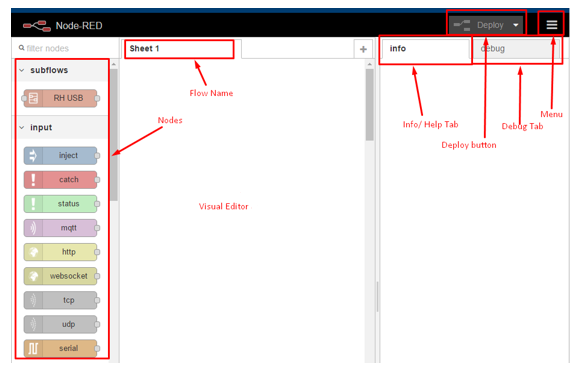 Node-RED
Deploy
filter nodes
Sheet 1
+
info
debug
subflows
RH USB
input
inject
catch
status
mqtt
http
websocket
tcp
udp
serial
Flow Name
Nodes
Visual Editor
Info/ Help Tab
Deploy button
Debug Tab
Menu